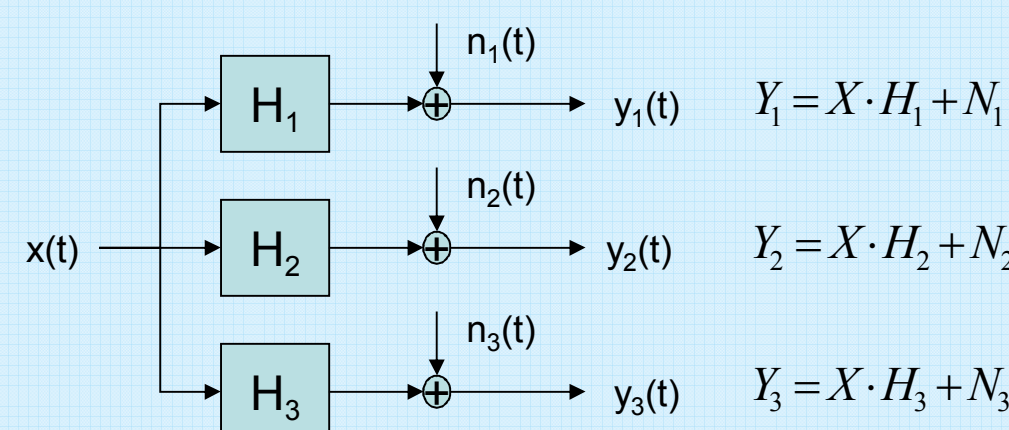 n₁(t)
H₁ + y₁(t) Y₁ = X · H₁ + N₁
n₂(t)
x(t) H₂ + y₂(t) Y₂ = X · H₂ + N₂
n₃(t)
H₃ + y₃(t) Y₃ = X · H₃ + N₃